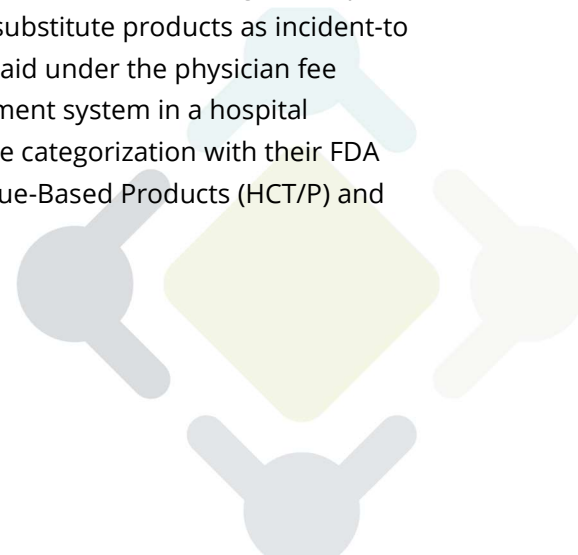 substitute products as incident-to
aid under the physician fee
ment system in a hospital
e categorization with their FDA
ue-Based Products (HCT/P) and